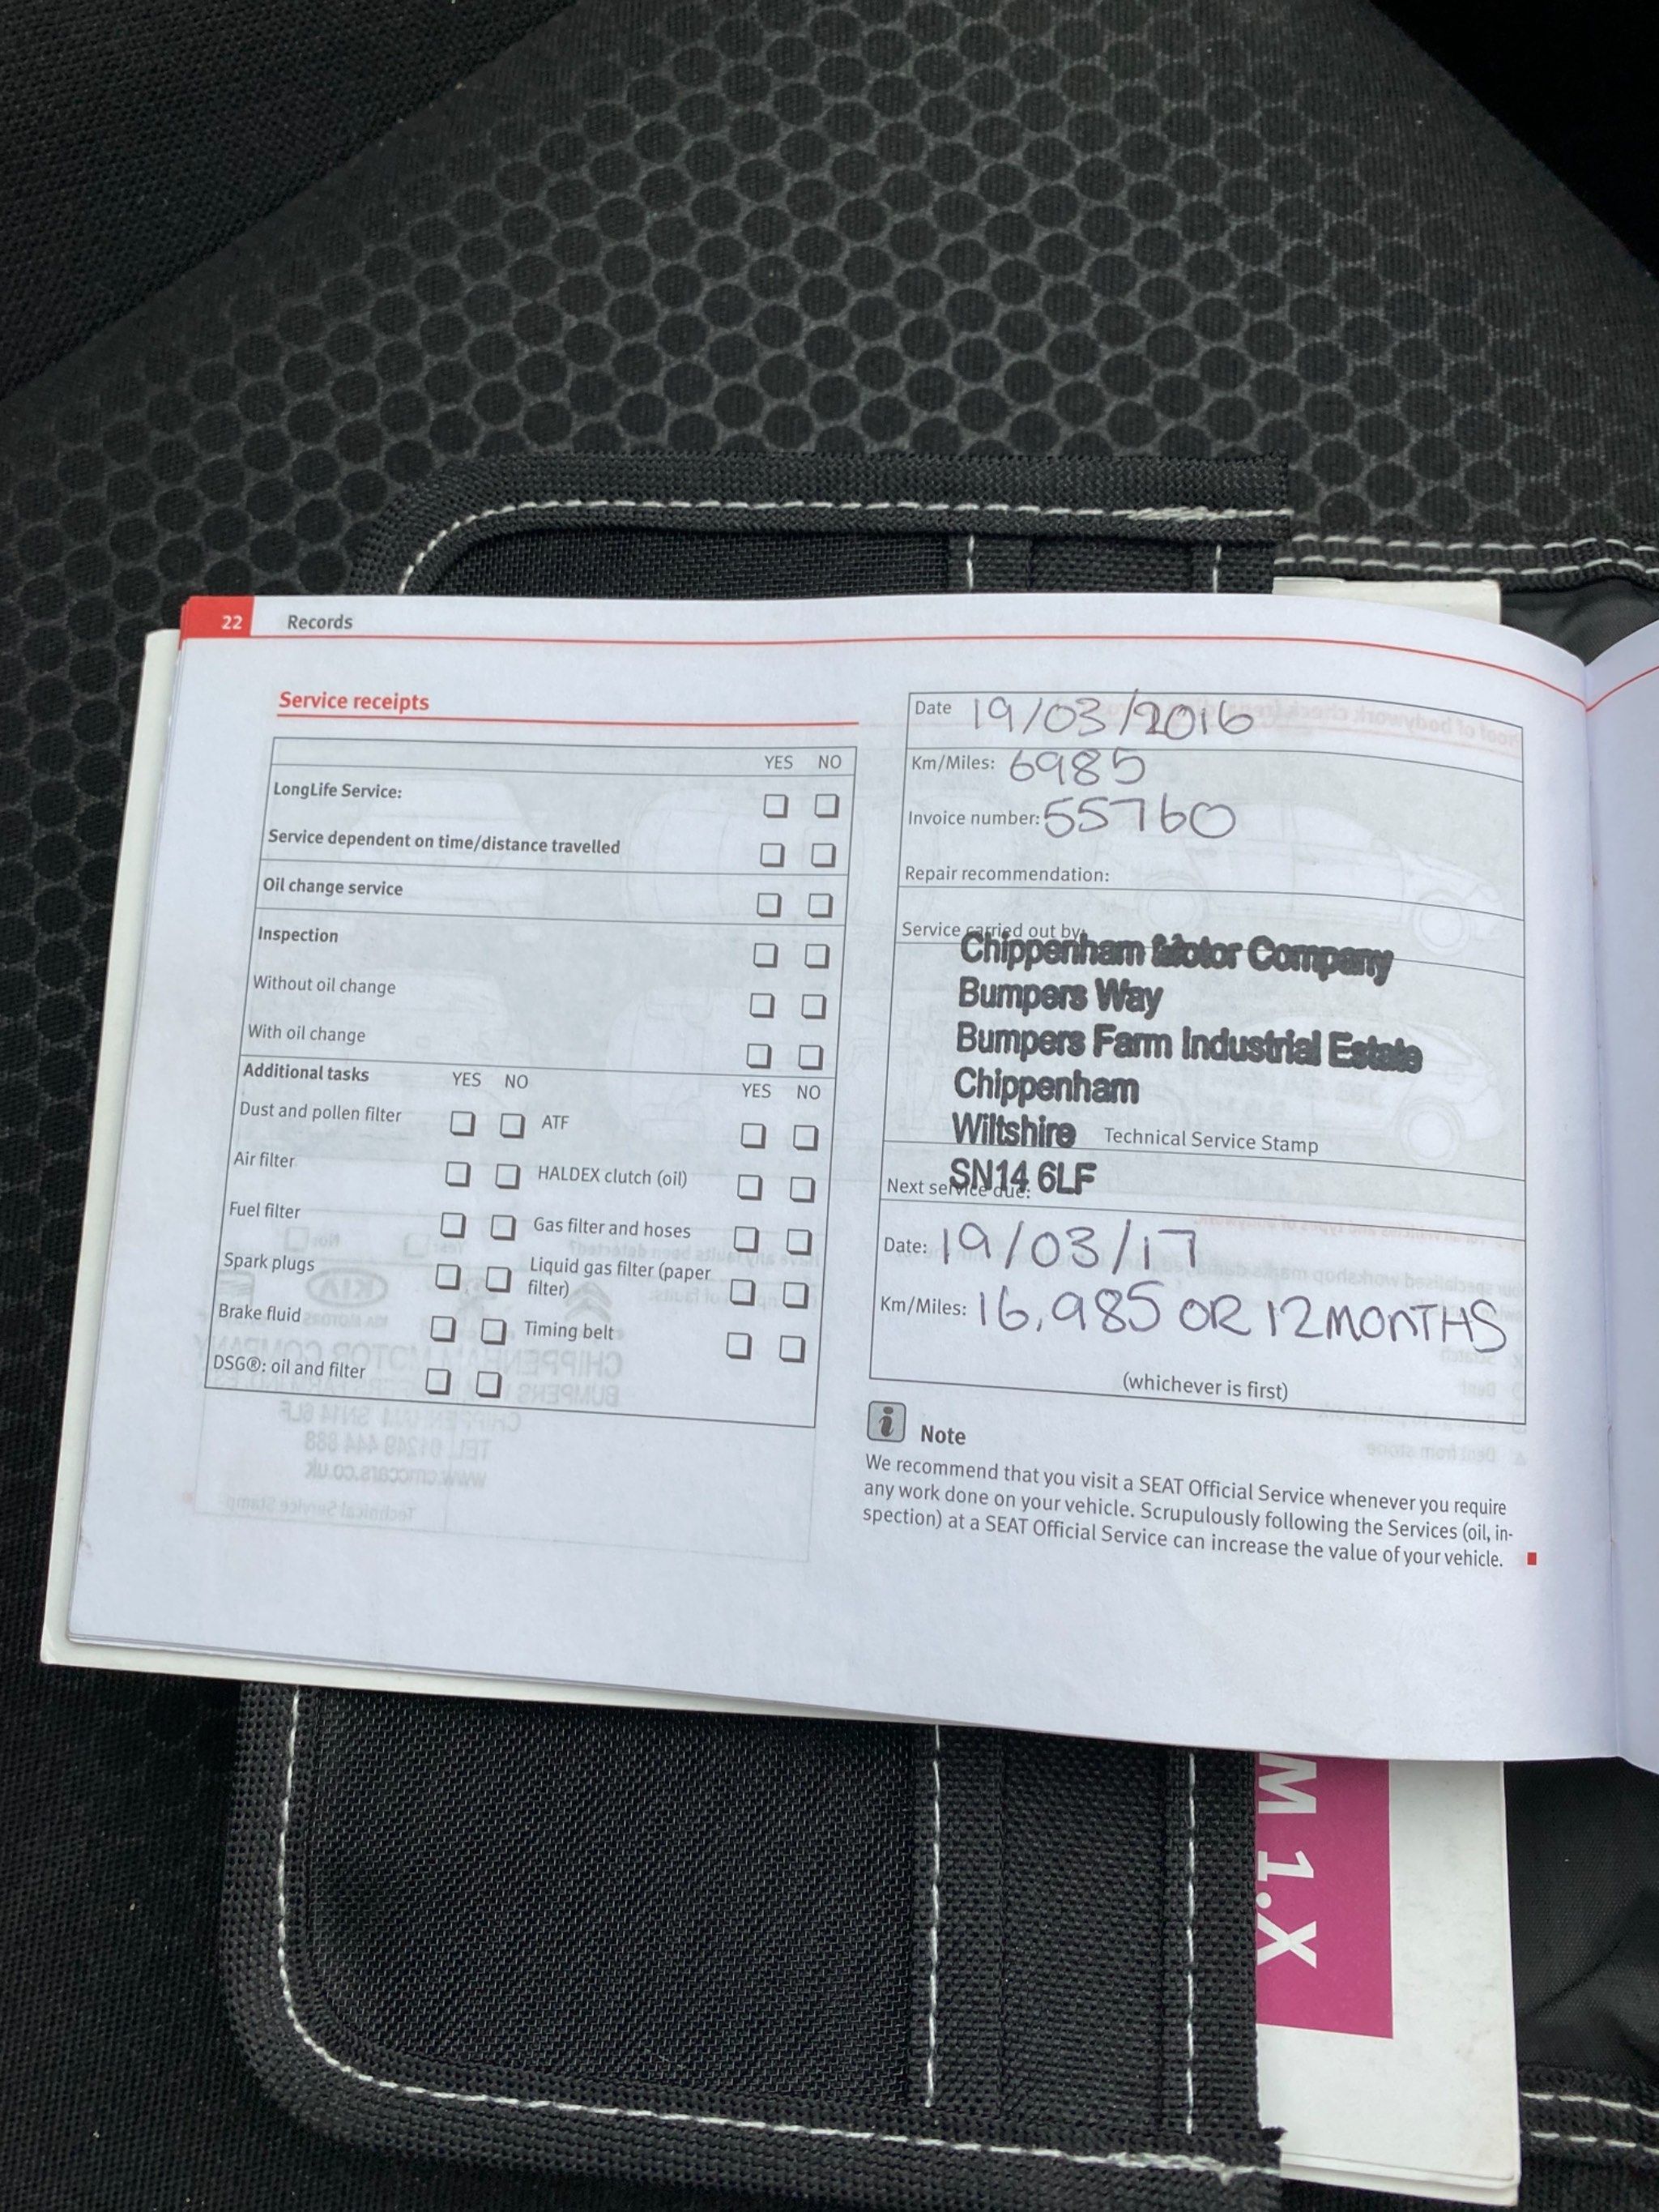 22 Records
Service receipts
YES NO
LongLife Service:
Service dependent on time/distance travelled
Oil change service
Inspection
Without oil change
With oil change
Additional tasks YES NO YES NO
Dust and pollen filter ATF
Air filter HALDEX clutch (oil)
Fuel filter Gas filter and hoses
Spark plugs Liquid gas filter (paper
filter)
Brake fluid Timing belt
DSG®: oil and filter
Date 19/03/2016
Km/Miles: 6985
Invoice number: 55760
Repair recommendation:
Service carried out by:
Chippenham Motor Company
Bumpers Way
Bumpers Farm Industrial Estate
Chippenham
Wiltshire Technical Service Stamp
SN14 6LF
Next service due:
Date: 19/03/17
Km/Miles: 16,985 OR 12 MONTHS
(whichever is first)
i Note
We recommend that you visit a SEAT Official Service whenever you require
any work done on your vehicle. Scrupulously following the Services (oil, in-
spection) at a SEAT Official Service can increase the value of your vehicle.
M 1.X